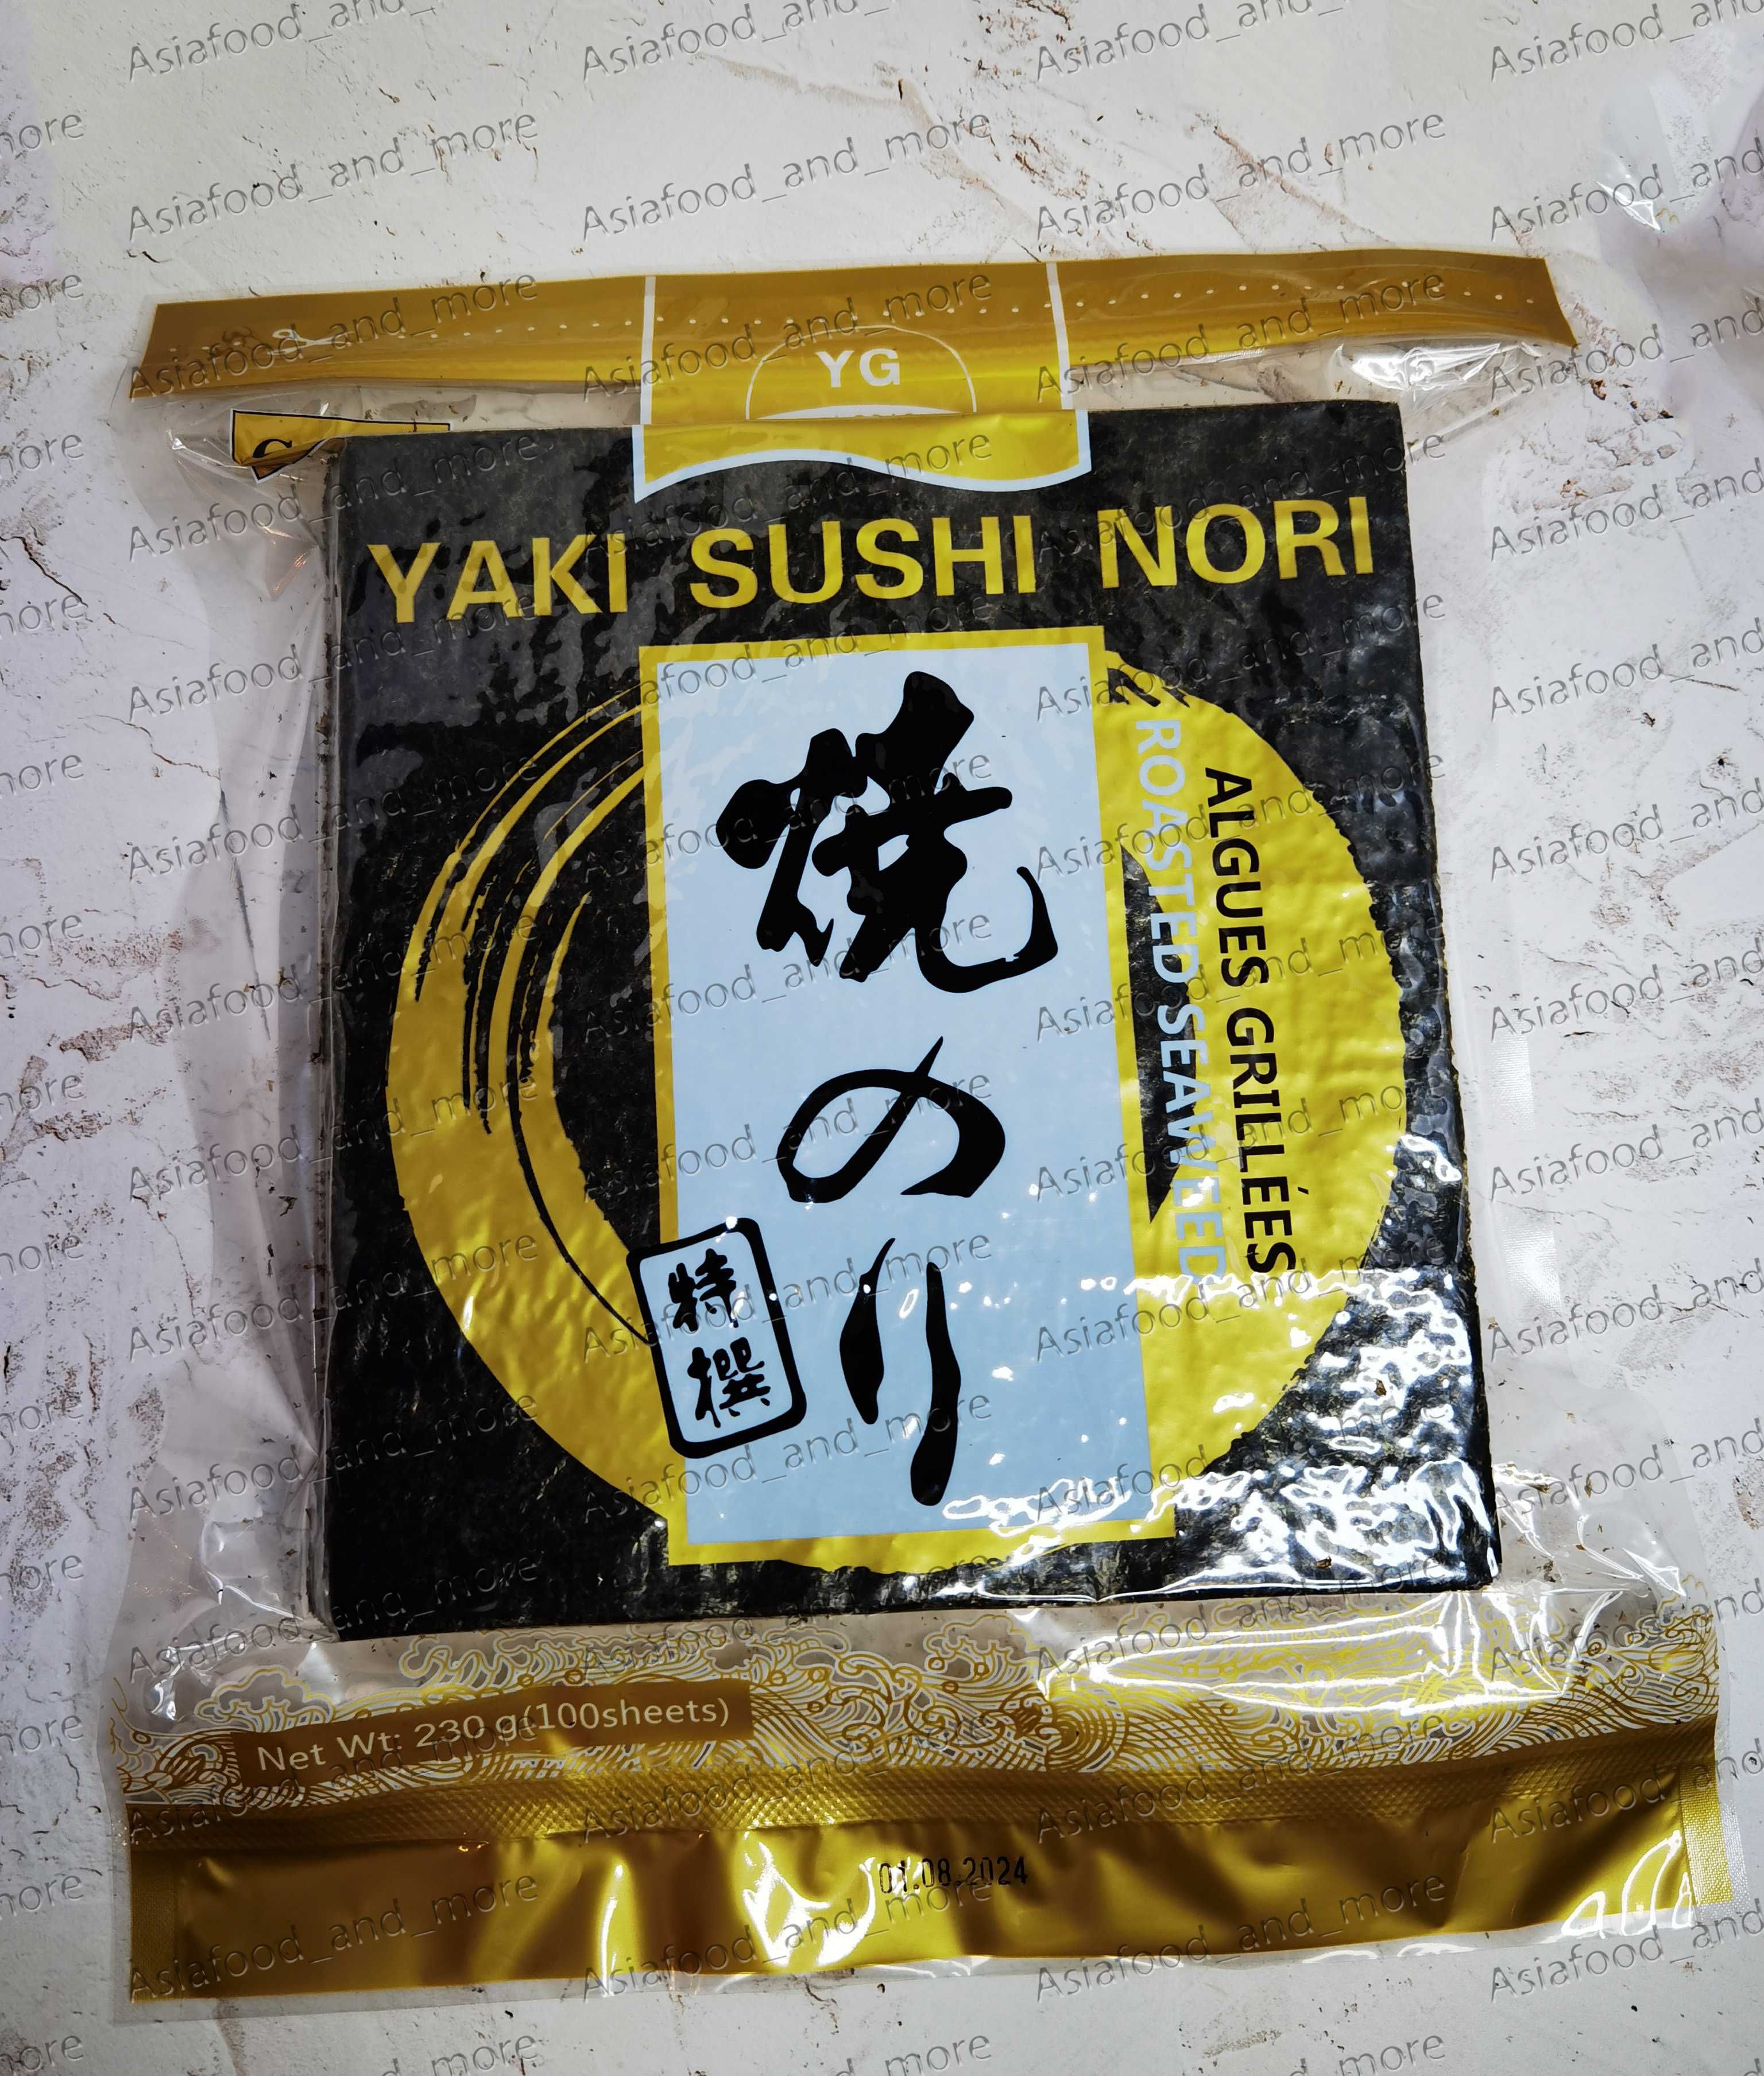 YG
YAKI SUSHI NORI
焼のり
特撰
ROASTED SEAWEED
ALGUES GRILLÉES
Net Wt: 230 g(100sheets)
01.08.2024
Asiafood_and_more